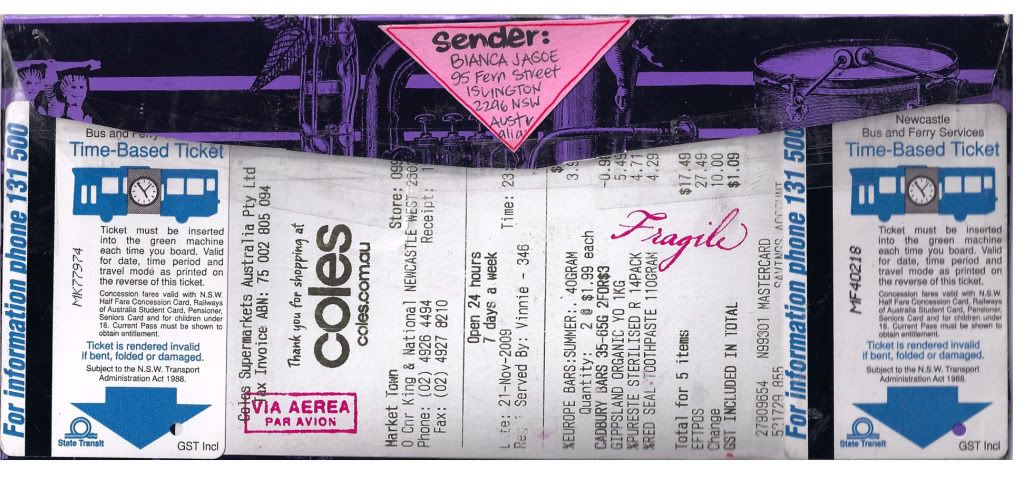 Sender:
BIANCA JAGOE
95 Fern Street
ISLINGTON
2296 NSW
Austr
alia
For information phone 131 500
Bus and Ferry
Time-Based Ticket
Ticket must be inserted
into the green machine
each time you board. Valid
for date, time period and
travel mode as printed on
the reverse of this ticket.
Concession fares valid with N.S.W.
Half Fare Concession Card, Railways
of Australia Student Card, Pensioner,
Seniors Card and for children under
16. Current Pass must be shown to
obtain entitlement.
Ticket is rendered invalid
if bent, folded or damaged.
Subject to the N.S.W. Transport
Administration Act 1988.
State Transit
GST Incl
MK77974
Coles Supermarkets Australia Pty Ltd
Tax Invoice ABN: 75 002 805 094
Thank you for shopping at
coles
coles.com.au
VIA AEREA
PAR AVION
Market Town
Cnr King & National NEWCASTLE WEST 230
Phone: (02) 4926 4494 Store: 099
Fax: (02) 4927 8210 Receipt:
Open 24 hours
7 days a week
Date: 21-Nov-2009 Time: 23
Reg: Served By: Vinnie - 346
$
%EUROPE BARS:SUMMER: 40GRAM 3.9
Quantity: 2 @ $1.99 each
CADBURY BARS 35-65G 2FOR$3 -0.9
GIPPSLAND ORGANIC YO 1KG 5.49
%PURESTE STERILISED R 14PACK 4.71
%RED SEAL TOOTHPASTE 110GRAM 4.29
Fragile
Total for 5 items $17.49
EFTPOS 27.49
Change 10.00
GST INCLUDED IN TOTAL $1.09
27909654 N99301 MASTERCARD
521729 855 SAVINGS ACCOUNT
For information phone 131 500
Newcastle
Bus and Ferry Services
Time-Based Ticket
Ticket must be inserted
into the green machine
each time you board. Valid
for date, time period and
travel mode as printed on
the reverse of this ticket.
Concession fares valid with N.S.W.
Half Fare Concession Card, Railways
of Australia Student Card, Pensioner,
Seniors Card and for children under
16. Current Pass must be shown to
obtain entitlement.
Ticket is rendered invalid
if bent, folded or damaged.
Subject to the N.S.W. Transport
Administration Act 1988.
State Transit
GST Incl
MF40218